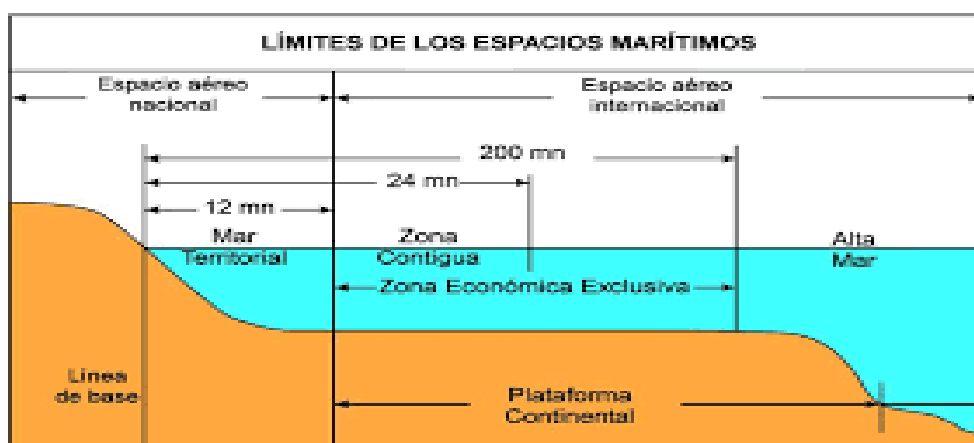 LÍMITES DE LOS ESPACIOS MARÍTIMOS
Espacio aéreo
nacional
Espacio aéreo
internacional
200 mn
24 mn
12 mn
Mar
Territorial
Zona
Contigua
Alta
Mar
Zona Económica Exclusiva
Línea
de base
Plataforma
Continental